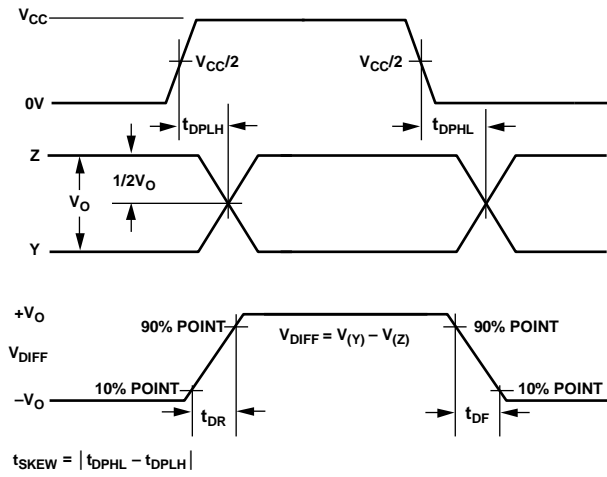 VCC
VCC/2
VCC/2
0V
tDPLH
tDPHL
Z
1/2VO
VO
Y
+VO
90% POINT
VDIFF = V(Y) – V(Z)
90% POINT
VDIFF
10% POINT
10% POINT
–VO
tDR
tDF
tSKEW = |tDPHL – tDPLH|